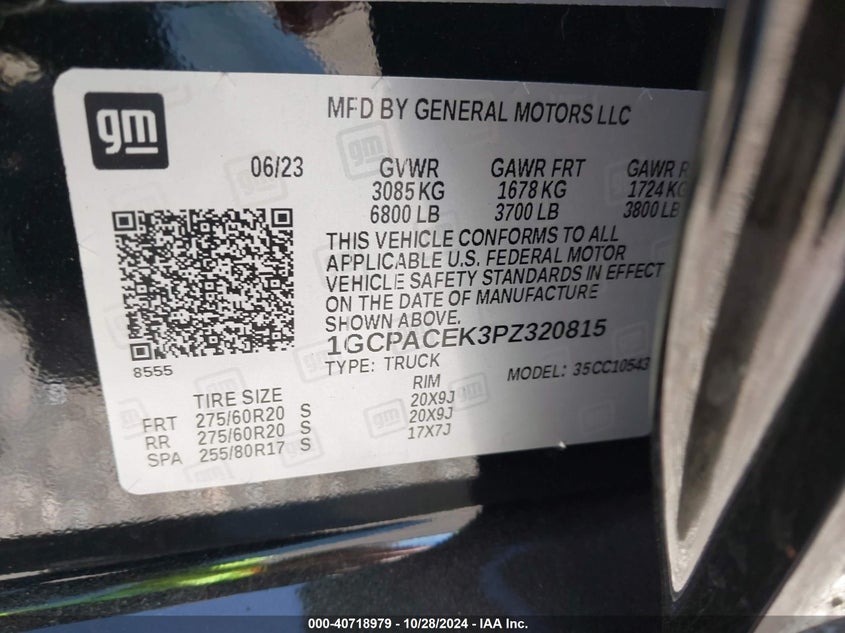 gm
MFD BY GENERAL MOTORS LLC
06/23 GVWR GAWR FRT GAWR
3085 KG 1678 KG 1724 KG
6800 LB 3700 LB 3800 LB
THIS VEHICLE CONFORMS TO ALL
APPLICABLE U.S. FEDERAL MOTOR
VEHICLE SAFETY STANDARDS IN EFFECT
ON THE DATE OF MANUFACTURE
SHOWN ABOVE.
1GCPACEK3PZ320815
8555
TYPE: TRUCK MODEL: 35CC10543
TIRE SIZE RIM
FRT 275/60R20 S 20X9J
RR 275/60R20 S 20X9J
SPA 255/80R17 S 17X7J
000-40718979 - 10/28/2024 - IAA Inc.